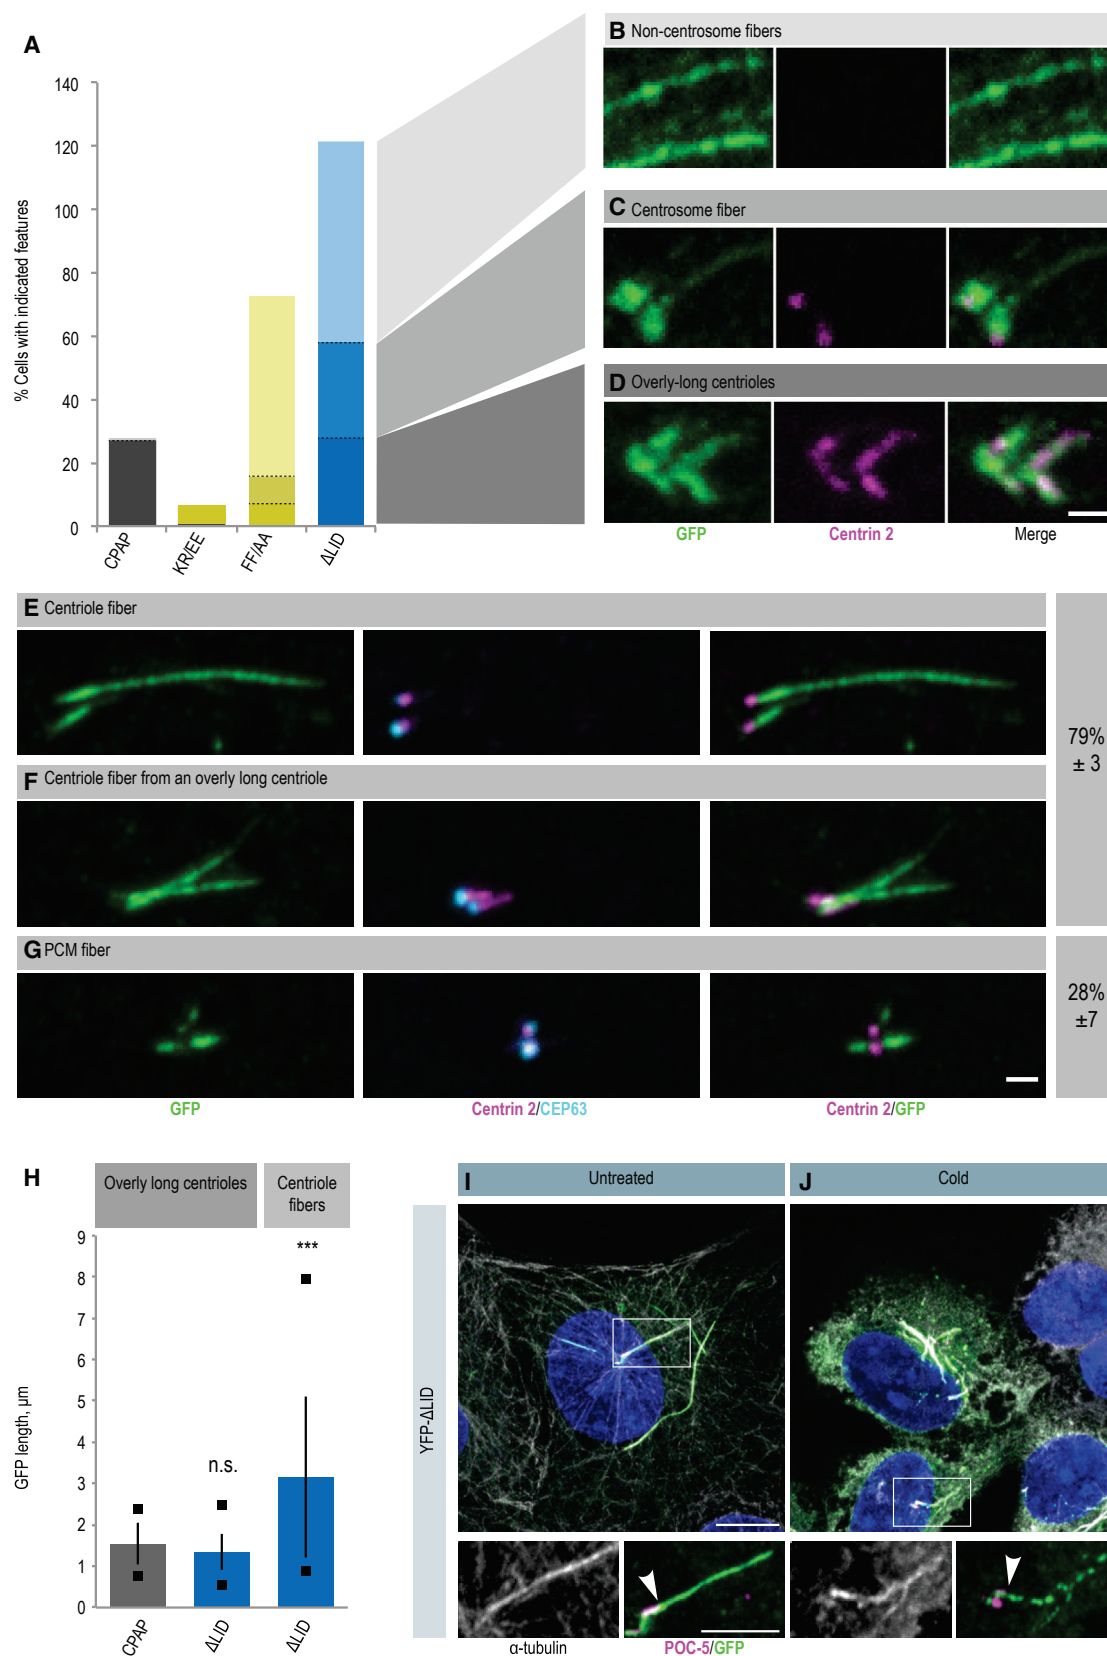 A
% Cells with indicated features
140
120
100
80
60
40
20
0
CPAP
KR/EE
FF/AA
ΔLID
B Non-centrosome fibers
C Centrosome fiber
D Overly-long centrioles
GFP
Centrin 2
Merge
E Centriole fiber
79%
± 3
F Centriole fiber from an overly long centriole
G PCM fiber
28%
±7
GFP
Centrin 2/CEP63
Centrin 2/GFP
H
Overly long centrioles
Centriole
fibers
GFP length, µm
9
8
7
6
5
4
3
2
1
0
n.s.
***
CPAP
ΔLID
ΔLID
I Untreated
J Cold
YFP-ΔLID
α-tubulin
POC-5/GFP